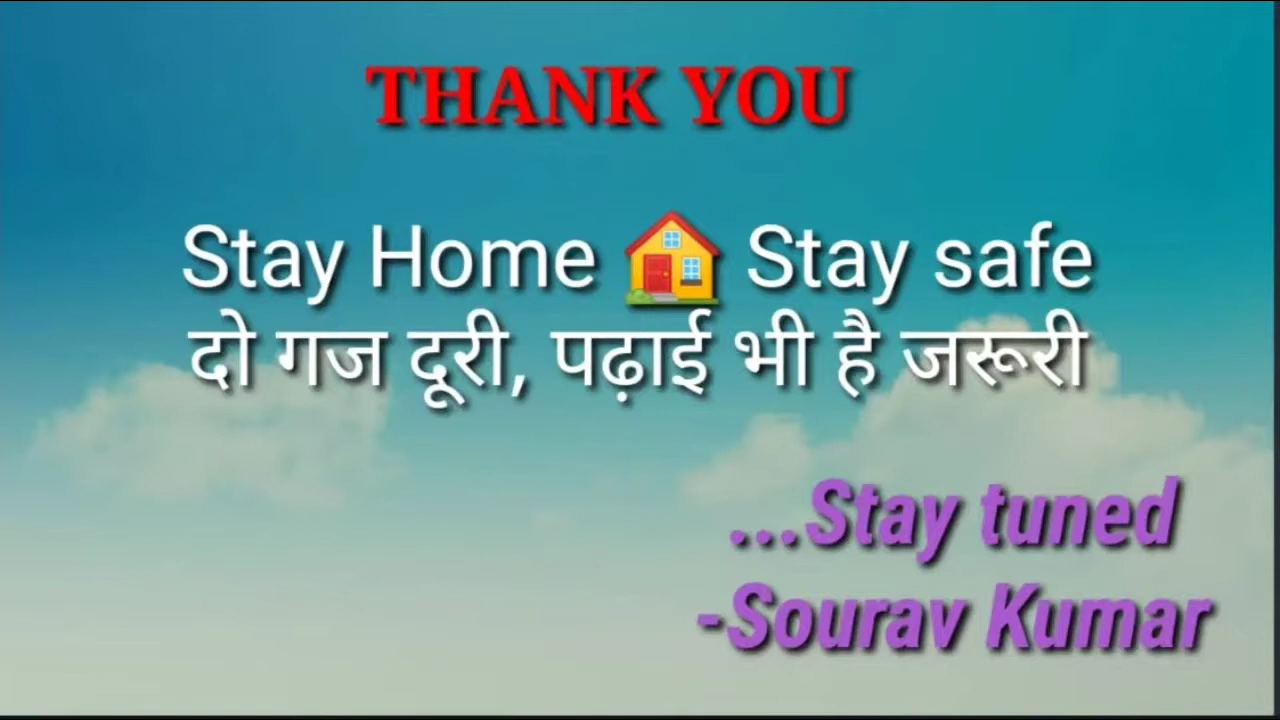 THANK YOU
Stay Home 🏠 Stay safe
दो गज दूरी, पढ़ाई भी है जरूरी
...Stay tuned
-Sourav Kumar